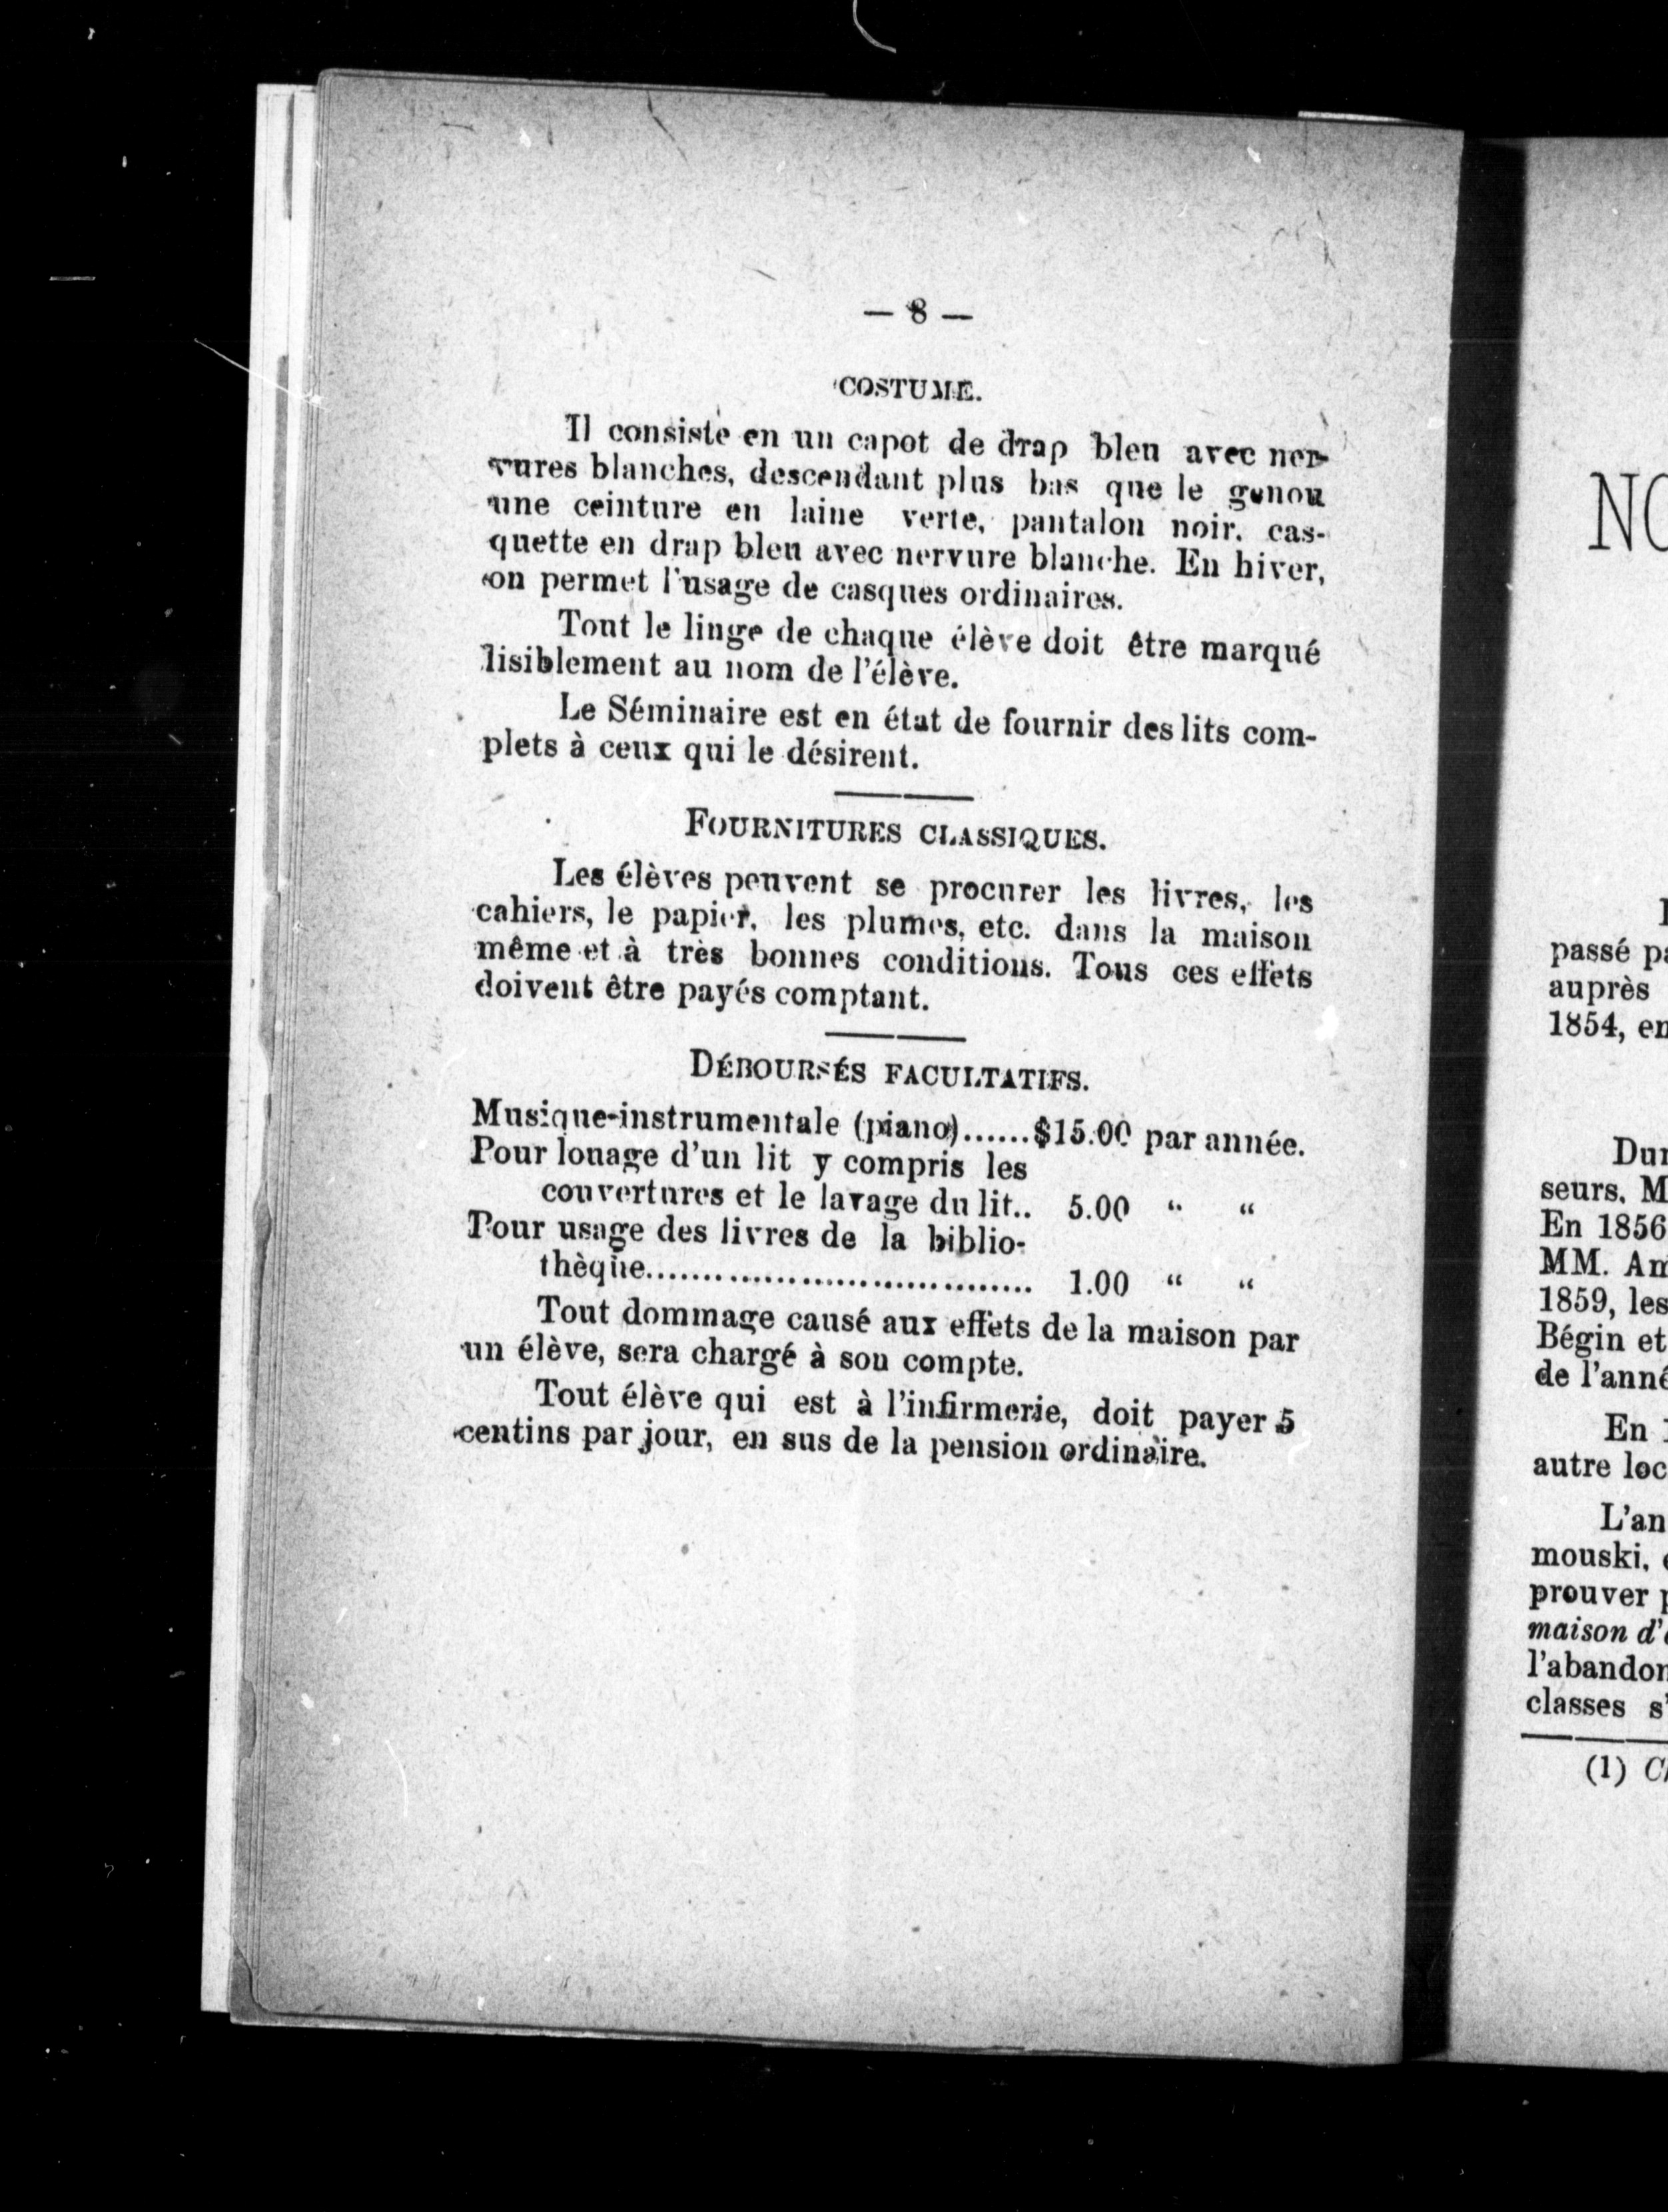 — 8 —
COSTUME.
Il consiste en un capot de drap bleu avec ner-
vures blanches, descendant plus bas que le genou
une ceinture en laine verte, pantalon noir, cas-
quette en drap bleu avec nervure blanche. En hiver,
on permet l'usage de casques ordinaires.
Tout le linge de chaque élève doit être marqué
lisiblement au nom de l'élève.
Le Séminaire est en état de fournir des lits com-
plets à ceux qui le désirent.
FOURNITURES CLASSIQUES.
Les élèves peuvent se procurer les livres, les
cahiers, le papier, les plumes, etc. dans la maison
même et à très bonnes conditions. Tous ces effets
doivent être payés comptant.
DÉBOURSÉS FACULTATIFS.
Musique-instrumentale (piano)......$15.00 par année.
Pour louage d'un lit y compris les
couvertures et le lavage du lit.. 5.00 “ “
Pour usage des livres de la biblio-
thèque.................................. 1.00 “ “
Tout dommage causé aux effets de la maison par
un élève, sera chargé à son compte.
Tout élève qui est à l'infirmerie, doit payer 5
centins par jour, en sus de la pension ordinaire.
NO
passé
auprès
1854, en
seurs, M
En 1856
MM.
1859, les
Bégin et
de l'anné
En
autre loc
L'an
mouski,
prouver
maison
l'abandon
classes s'
(1)